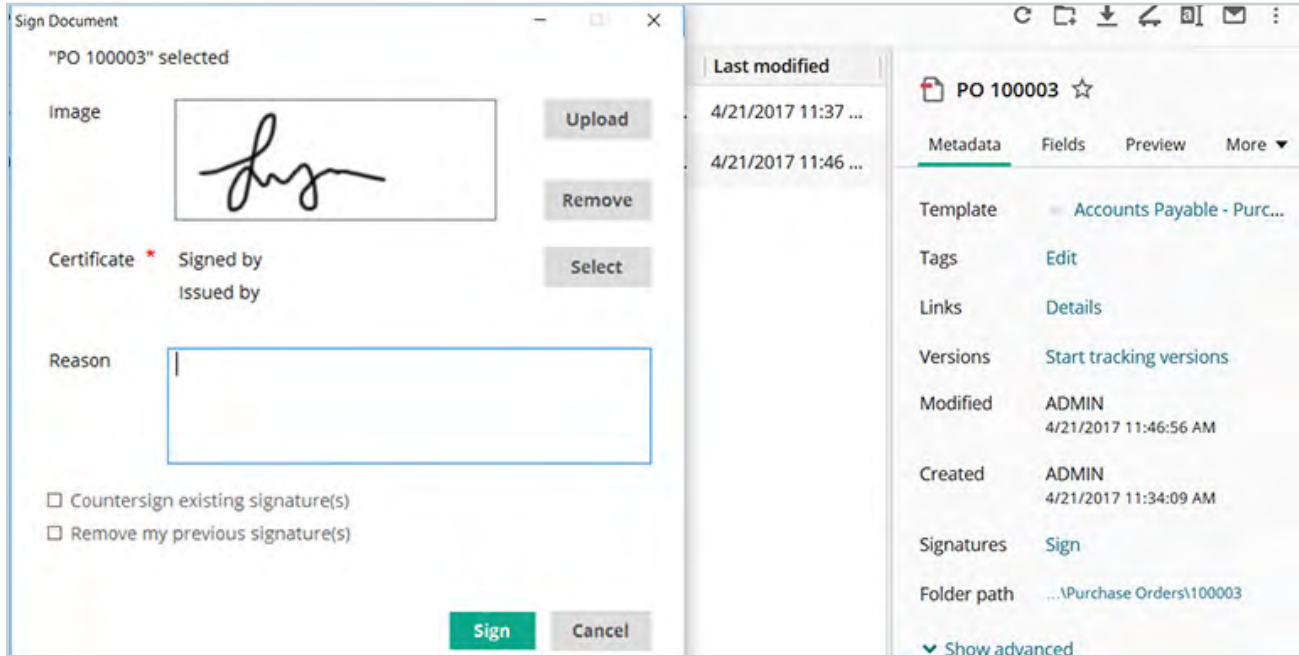 Sign Document
"PO 100003" selected
Image
Upload
Remove
Certificate * Signed by
Select
Issued by
Reason
Countersign existing signature(s)
Remove my previous signature(s)
Sign Cancel
Last modified
4/21/2017 11:37 ...
4/21/2017 11:46 ...
PO 100003
Metadata Fields Preview More
Template Accounts Payable - Purc...
Tags Edit
Links Details
Versions Start tracking versions
Modified ADMIN
4/21/2017 11:46:56 AM
Created ADMIN
4/21/2017 11:34:09 AM
Signatures Sign
Folder path ...\Purchase Orders\100003
Show advanced